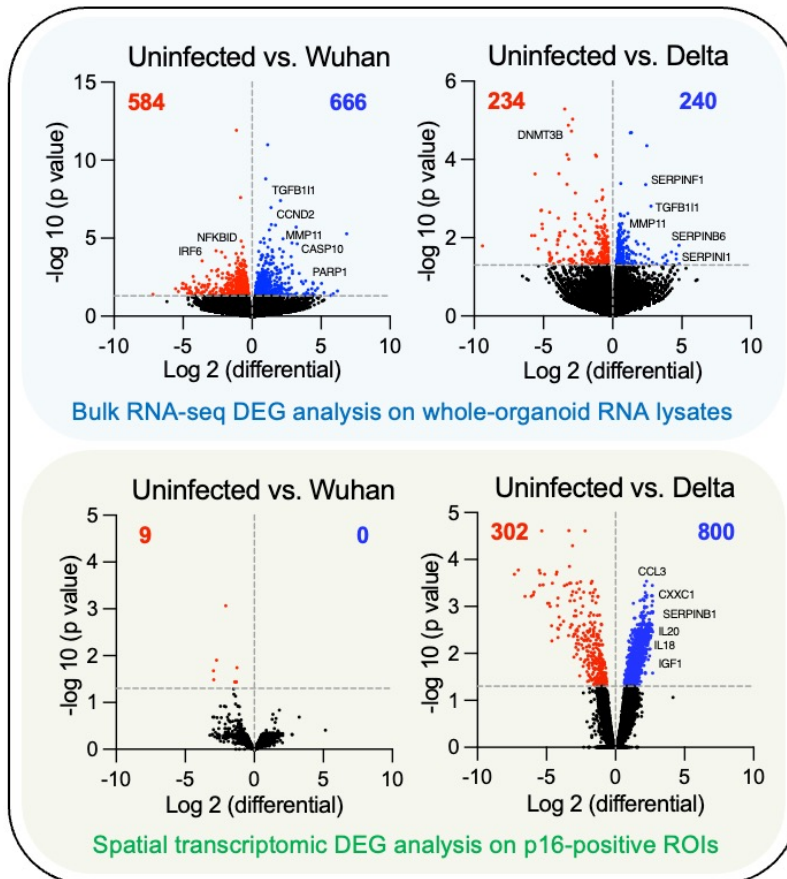 Uninfected vs. Wuhan
584
666
TGFB1I1
CCND2
NFKBID
MMP11
IRF6
CASP10
PARP1
15
10
5
0
-log 10 (p value)
-10
-5
0
5
10
Log 2 (differential)
Uninfected vs. Delta
234
240
DNMT3B
SERPINF1
TGFB1I1
MMP11
SERPINB6
SERPINI1
6
4
2
0
-log 10 (p value)
-10
-5
0
5
10
Log 2 (differential)
Bulk RNA-seq DEG analysis on whole-organoid RNA lysates
Uninfected vs. Wuhan
9
0
5
4
3
2
1
0
-log 10 (p value)
-10
-5
0
5
10
Log 2 (differential)
Uninfected vs. Delta
302
800
CCL3
CXXC1
SERPINB1
IL20
IL18
IGF1
5
4
3
2
1
0
-log 10 (p value)
-10
-5
0
5
10
Log 2 (differential)
Spatial transcriptomic DEG analysis on p16-positive ROIs